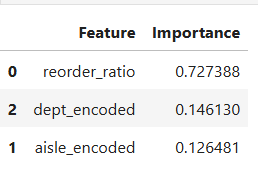 Feature Importance
0 reorder_ratio 0.727388
2 dept_encoded 0.146130
1 aisle_encoded 0.126481